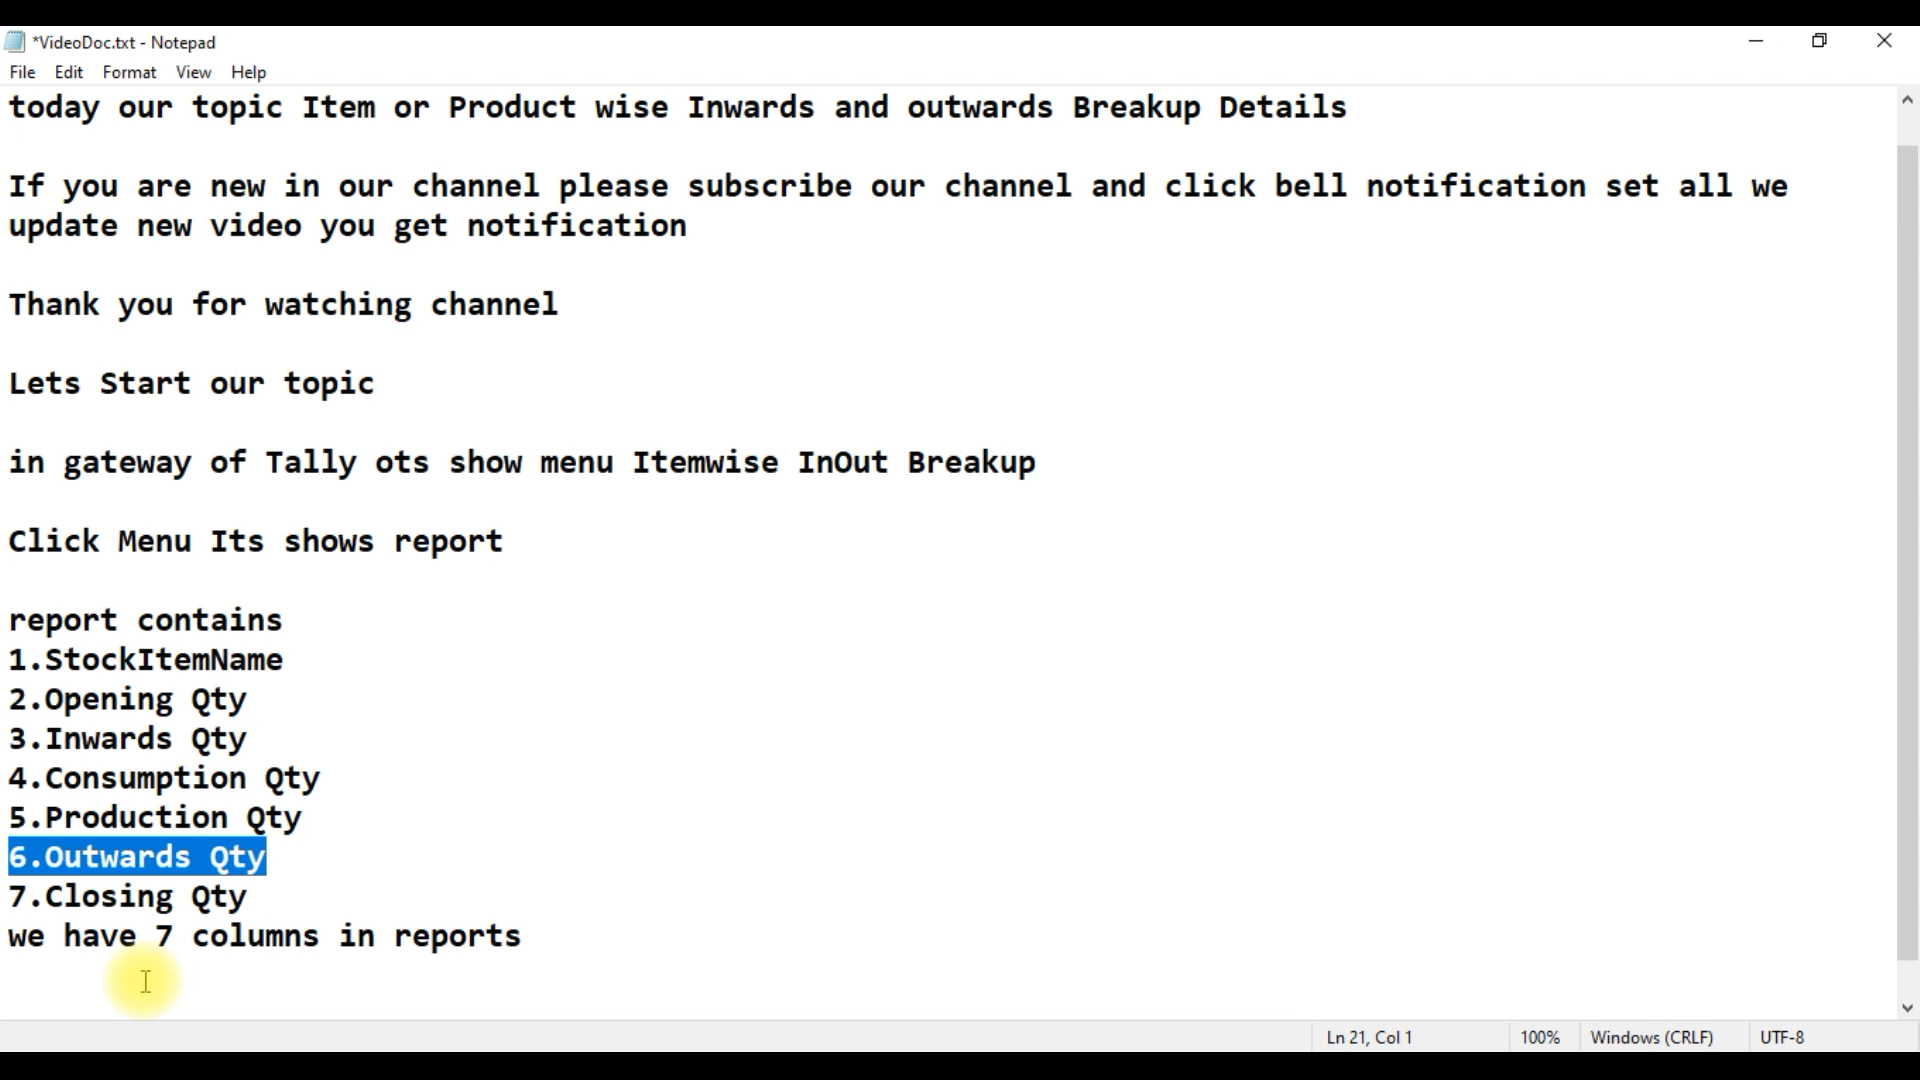 *VideoDoc.txt - Notepad
File Edit Format View Help
today our topic Item or Product wise Inwards and outwards Breakup Details
If you are new in our channel please subscribe our channel and click bell notification set all we
update new video you get notification
Thank you for watching channel
Lets Start our topic
in gateway of Tally ots show menu Itemwise InOut Breakup
Click Menu Its shows report
report contains
1.StockItemName
2.Opening Qty
3.Inwards Qty
4.Consumption Qty
5.Production Qty
6.Outwards Qty
7.Closing Qty
we have 7 columns in reports
Ln 21, Col 1 100% Windows (CRLF) UTF-8